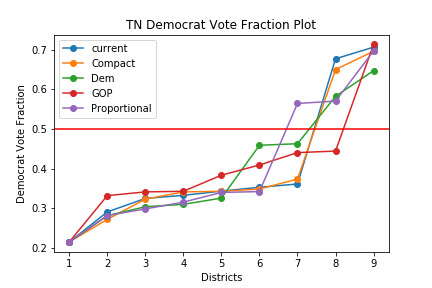 TN Democrat Vote Fraction Plot
current
Compact
Dem
GOP
Proportional
Democrat Vote Fraction
0.7
0.6
0.5
0.4
0.3
0.2
1 2 3 4 5 6 7 8 9
Districts